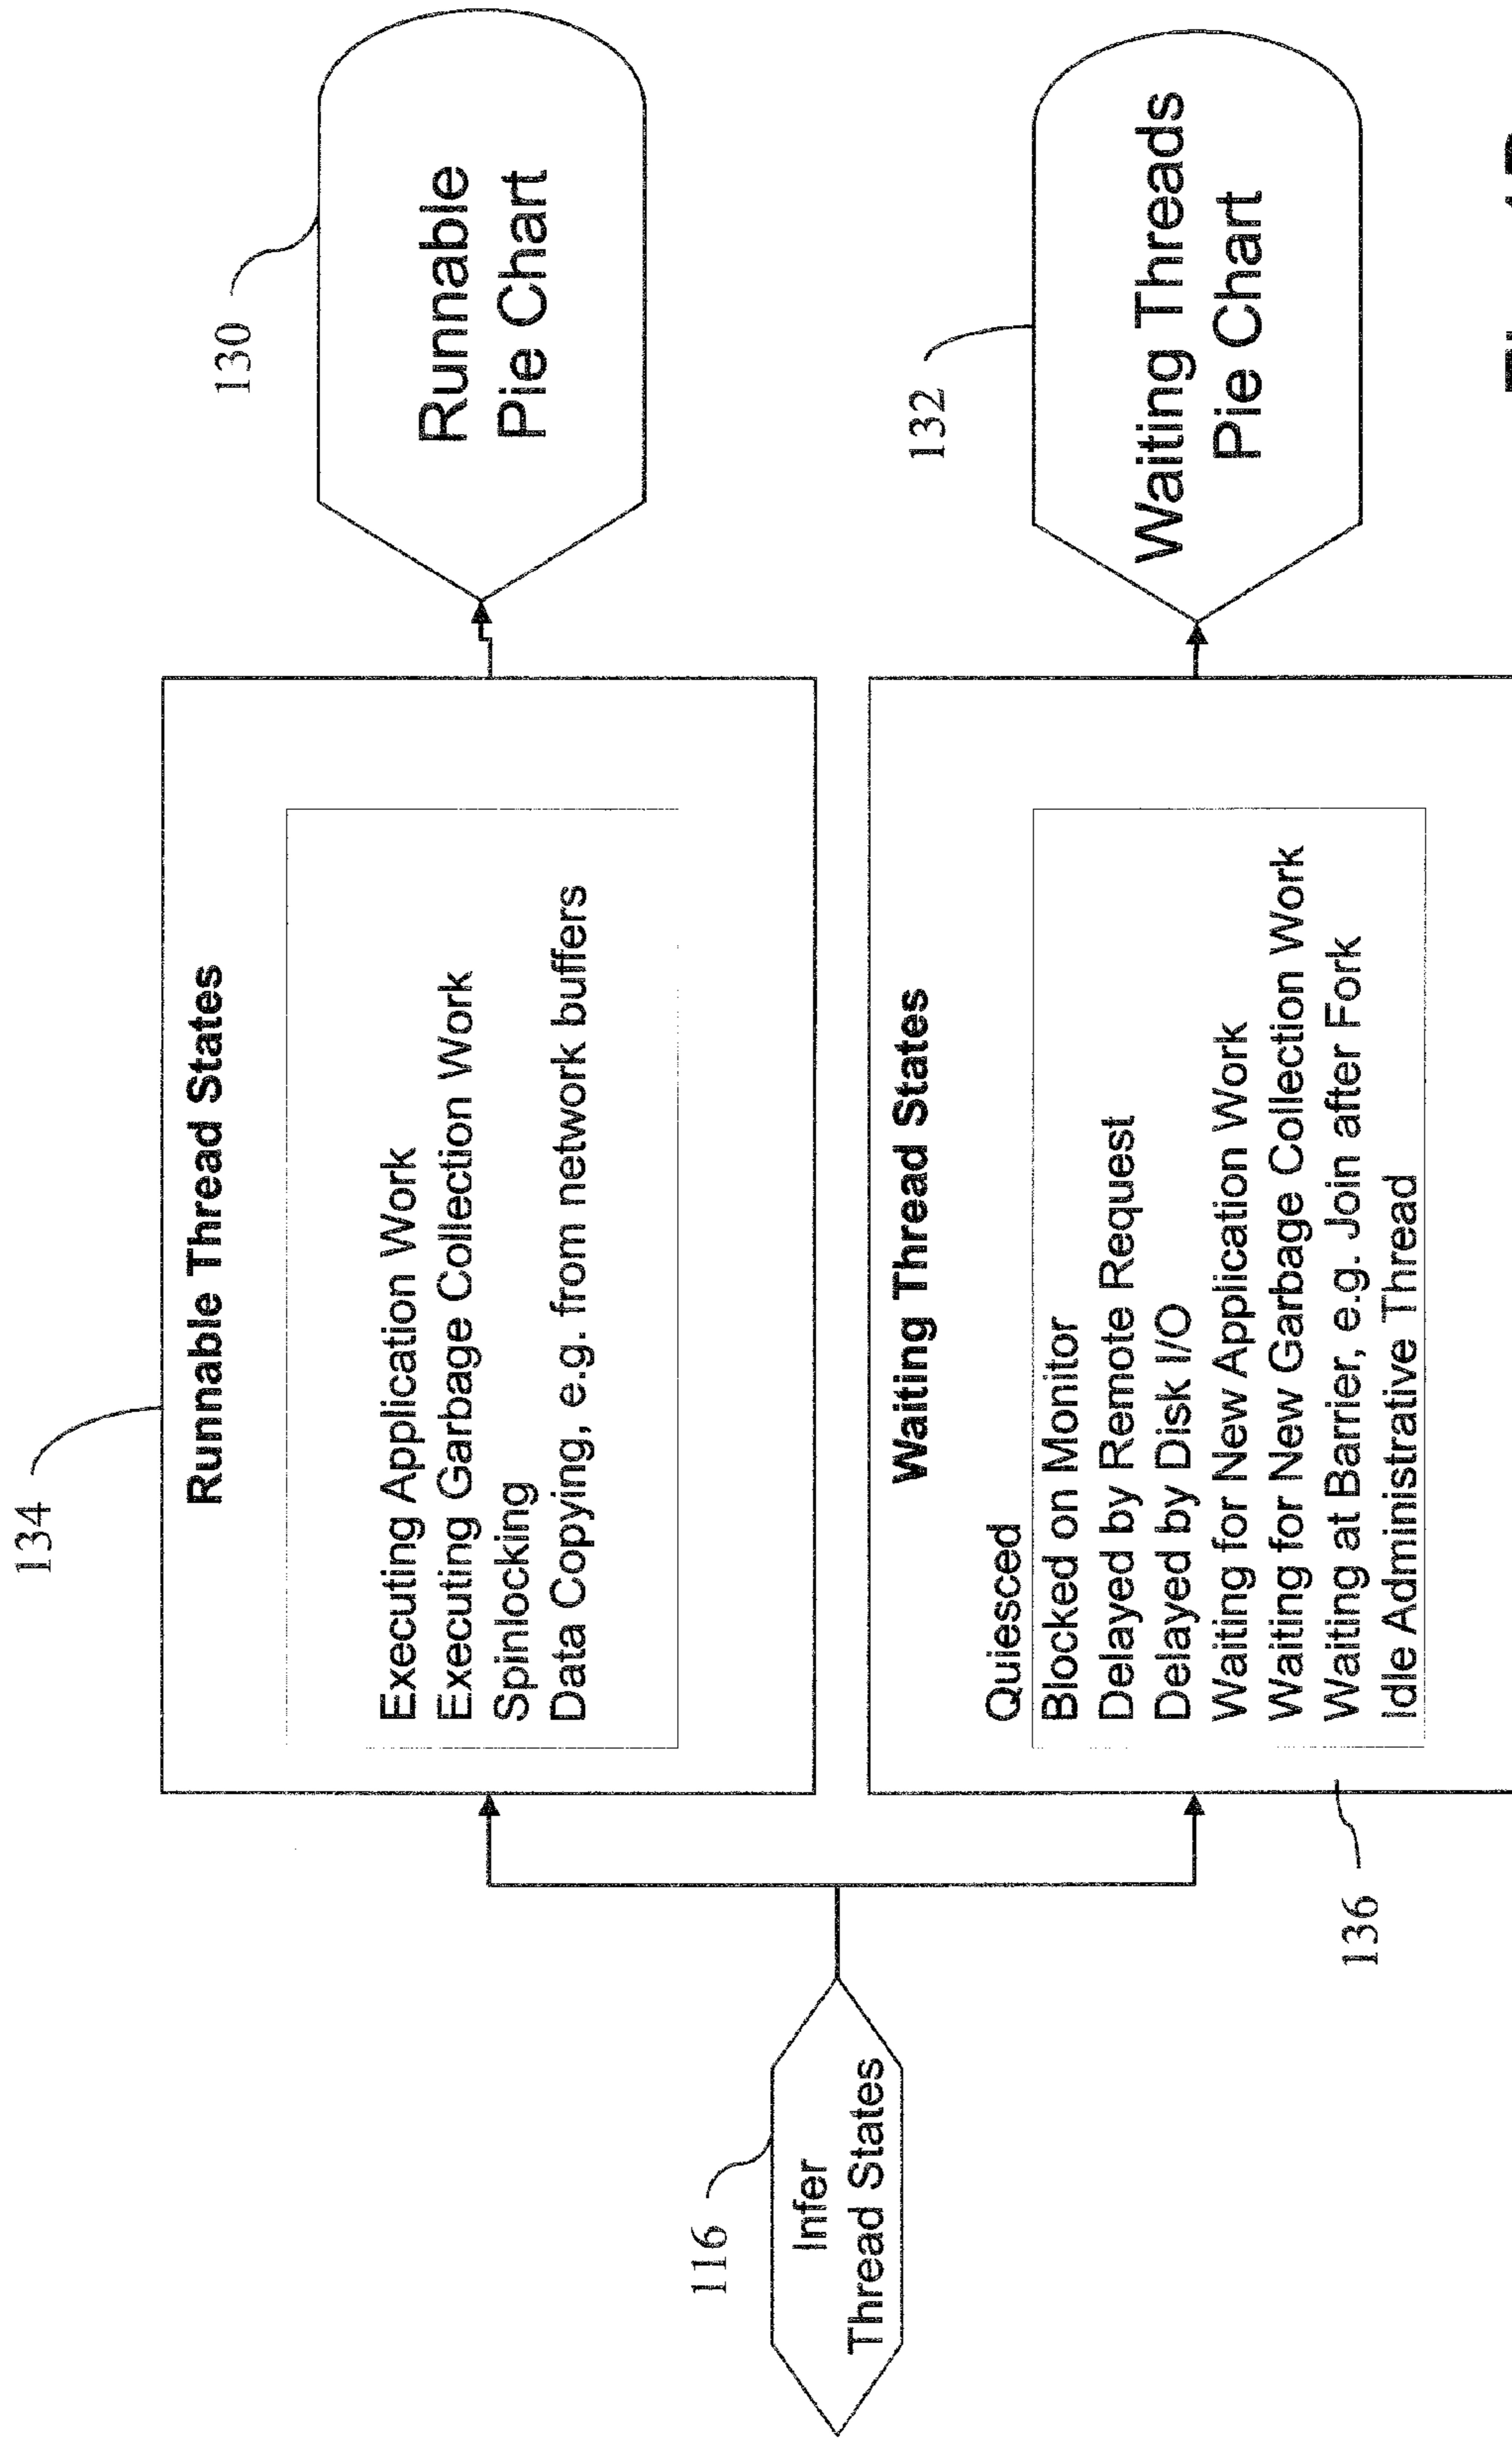 134
Runnable Thread States
Executing Application Work
Executing Garbage Collection Work
Spinlocking
Data Copying, e.g. from network buffers
130
Runnable
Pie Chart
116
Infer
Thread States
Waiting Thread States
Quiesced
Blocked on Monitor
Delayed by Remote Request
Delayed by Disk I/O
Waiting for New Application Work
Waiting for New Garbage Collection Work
Waiting at Barrier, e.g. Join after Fork
Idle Administrative Thread
136
132
Waiting Threads
Pie Chart